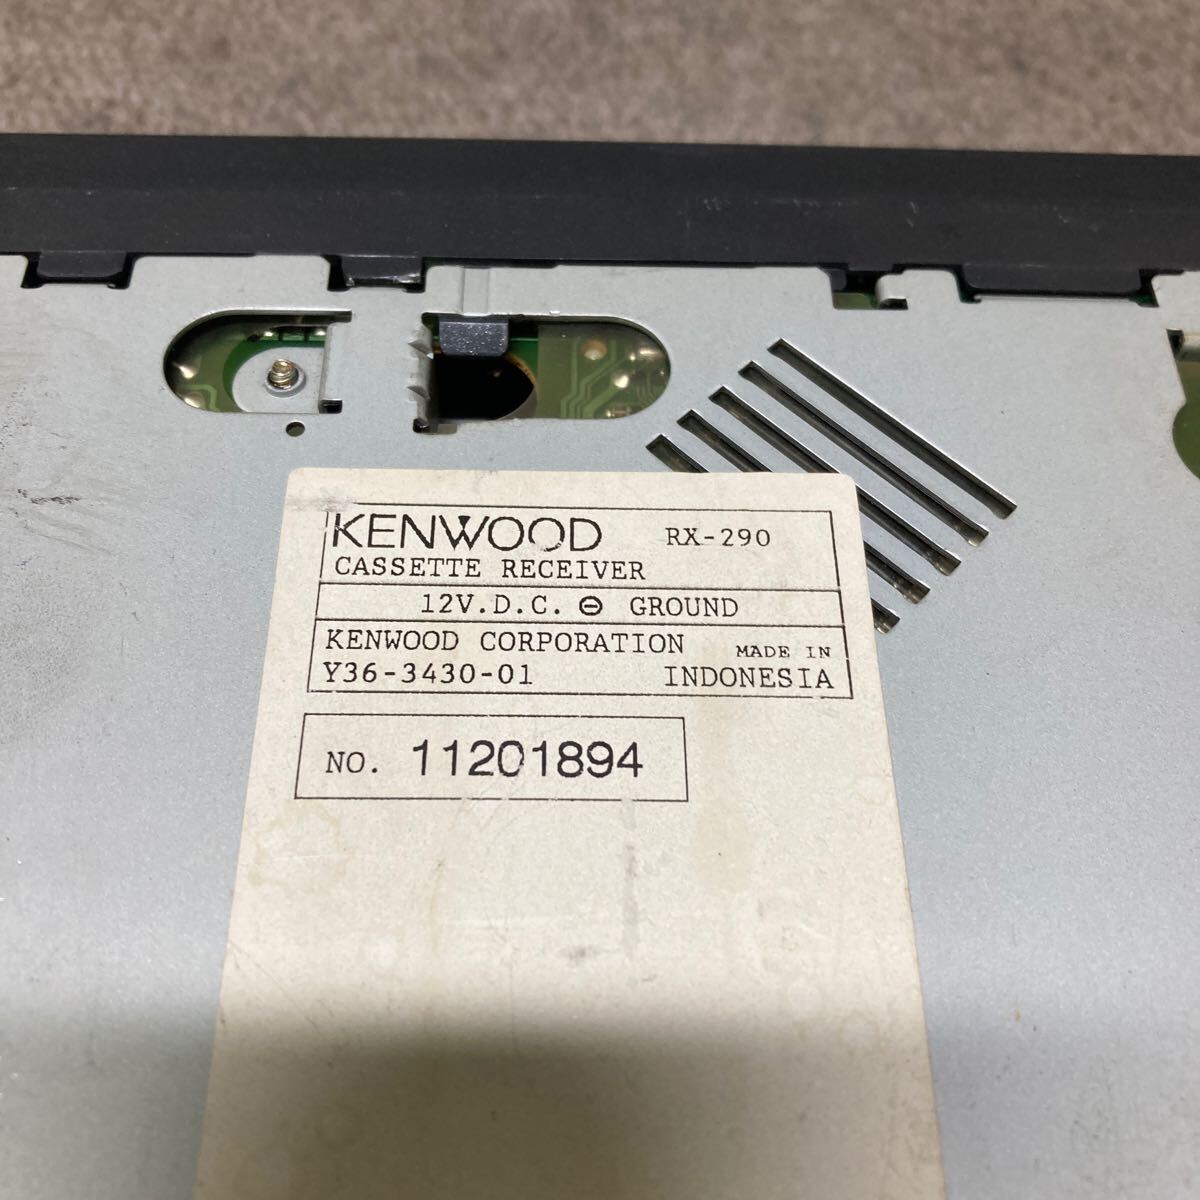 KENWOOD RX-290
CASSETTE RECEIVER
12V.D.C. ⊖ GROUND
KENWOOD CORPORATION MADE IN
Y36-3430-01 INDONESIA
NO. 11201894